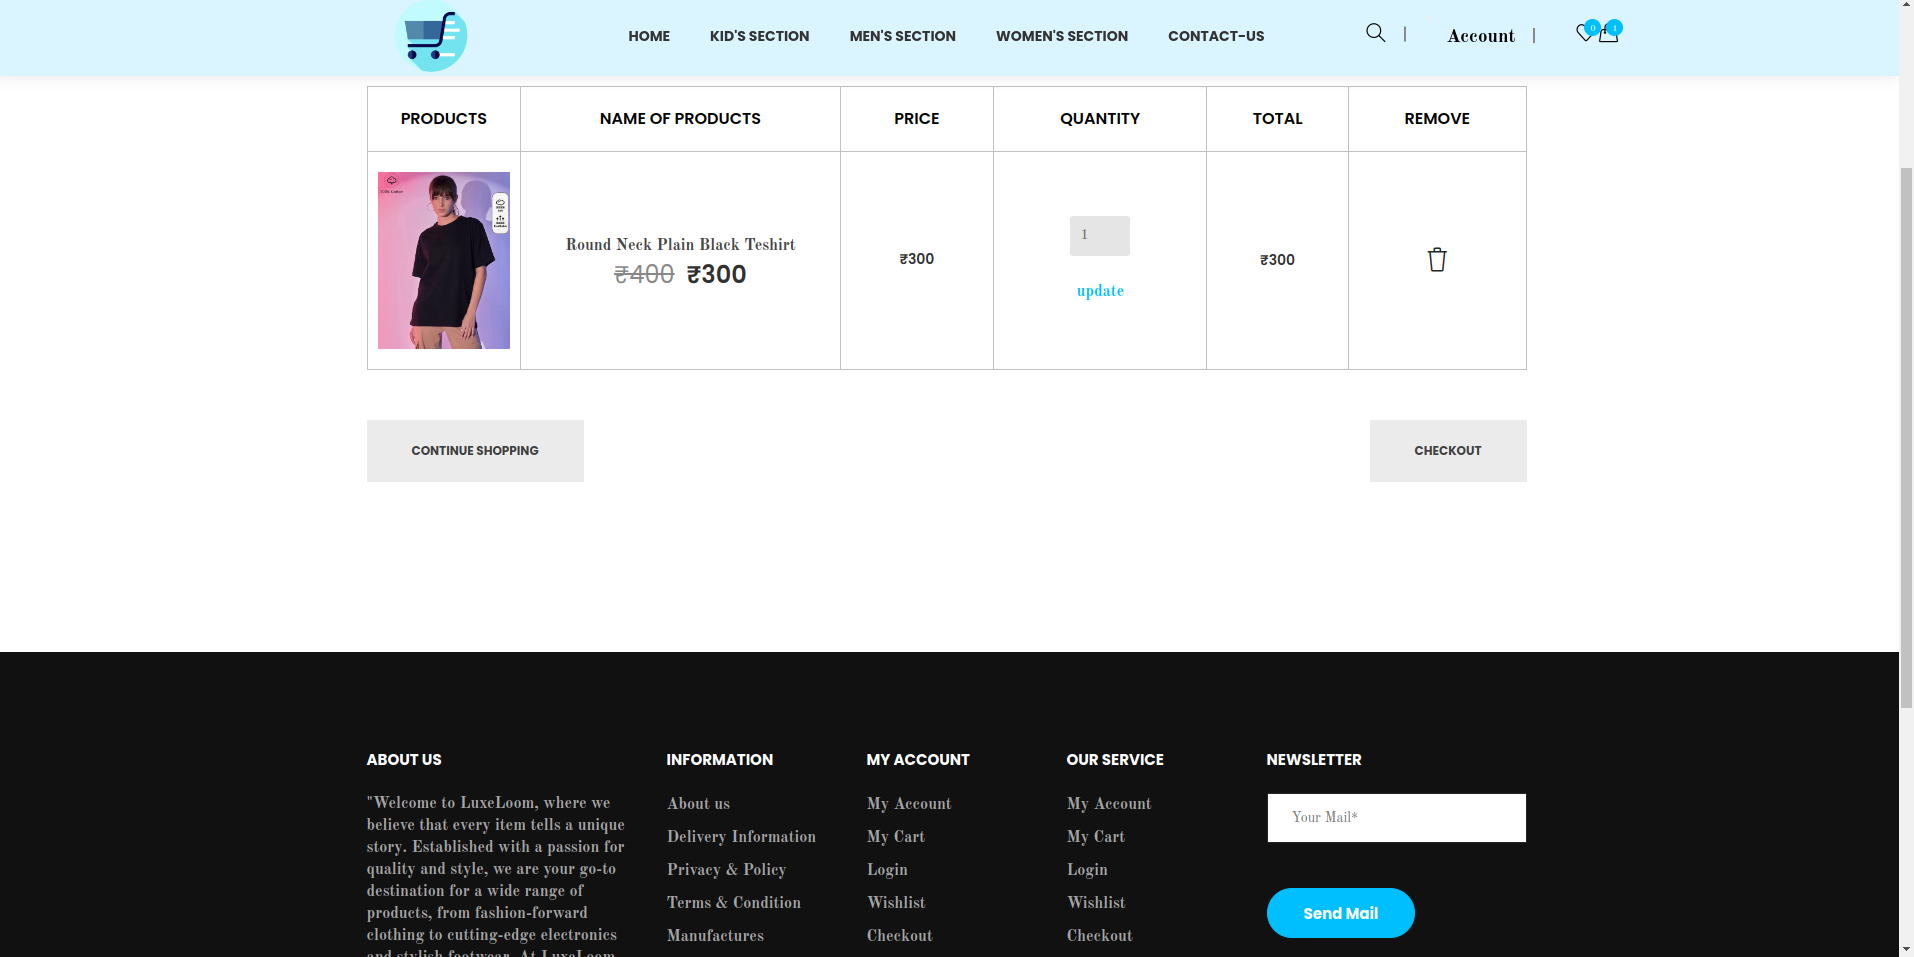 HOME KID'S SECTION MEN'S SECTION WOMEN'S SECTION CONTACT-US | Account | 0 1
PRODUCTS NAME OF PRODUCTS PRICE QUANTITY TOTAL REMOVE
Round Neck Plain Black Teshirt
₹400 ₹300
₹300
1
update
₹300
CONTINUE SHOPPING CHECKOUT
ABOUT US
"Welcome to LuxeLoom, where we
believe that every item tells a unique
story. Established with a passion for
quality and style, we are your go-to
destination for a wide range of
products, from fashion-forward
clothing to cutting-edge electronics
and stylish footwear. At LuxeLoom
INFORMATION
About us
Delivery Information
Privacy & Policy
Terms & Condition
Manufactures
MY ACCOUNT
My Account
My Cart
Login
Wishlist
Checkout
OUR SERVICE
My Account
My Cart
Login
Wishlist
Checkout
NEWSLETTER
Your Mail*
Send Mail